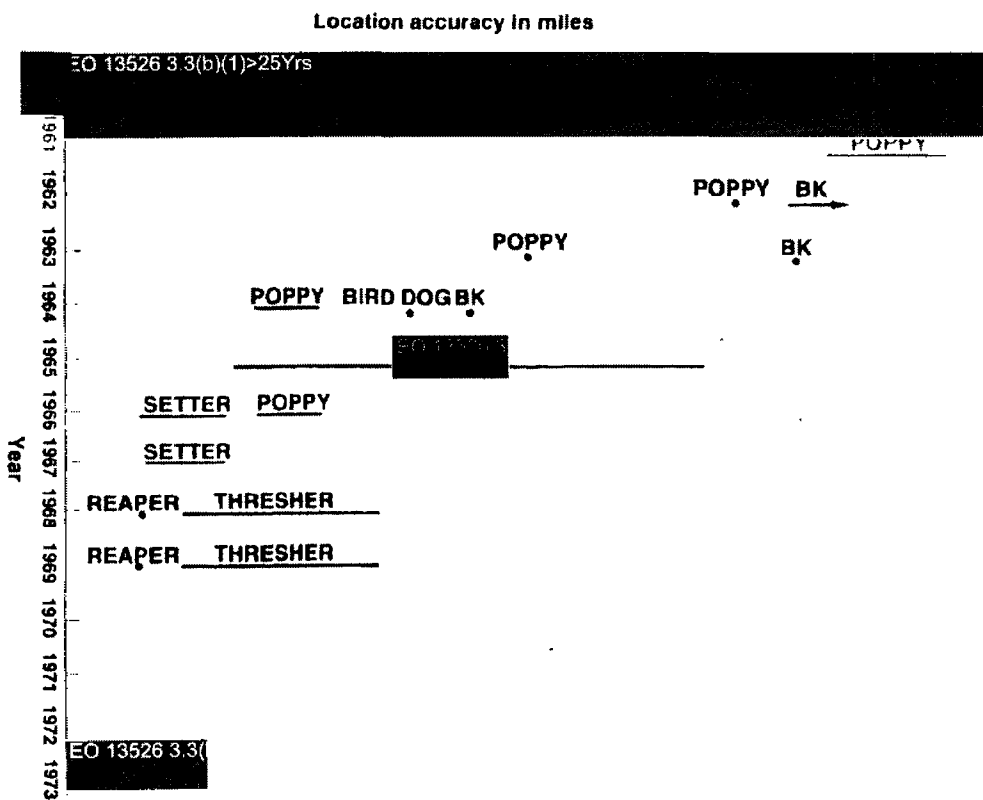 Location accuracy in miles
EO 13526 3.3(b)(1)>25Yrs
1961
POPPY
1962
POPPY BK
1963
POPPY BK
1964
POPPY BIRD DOG BK
1965
1966
SETTER POPPY
1967
SETTER
1968
REAPER THRESHER
1969
REAPER THRESHER
1970
1971
1972
EO 13526 3.3(
1973
Year